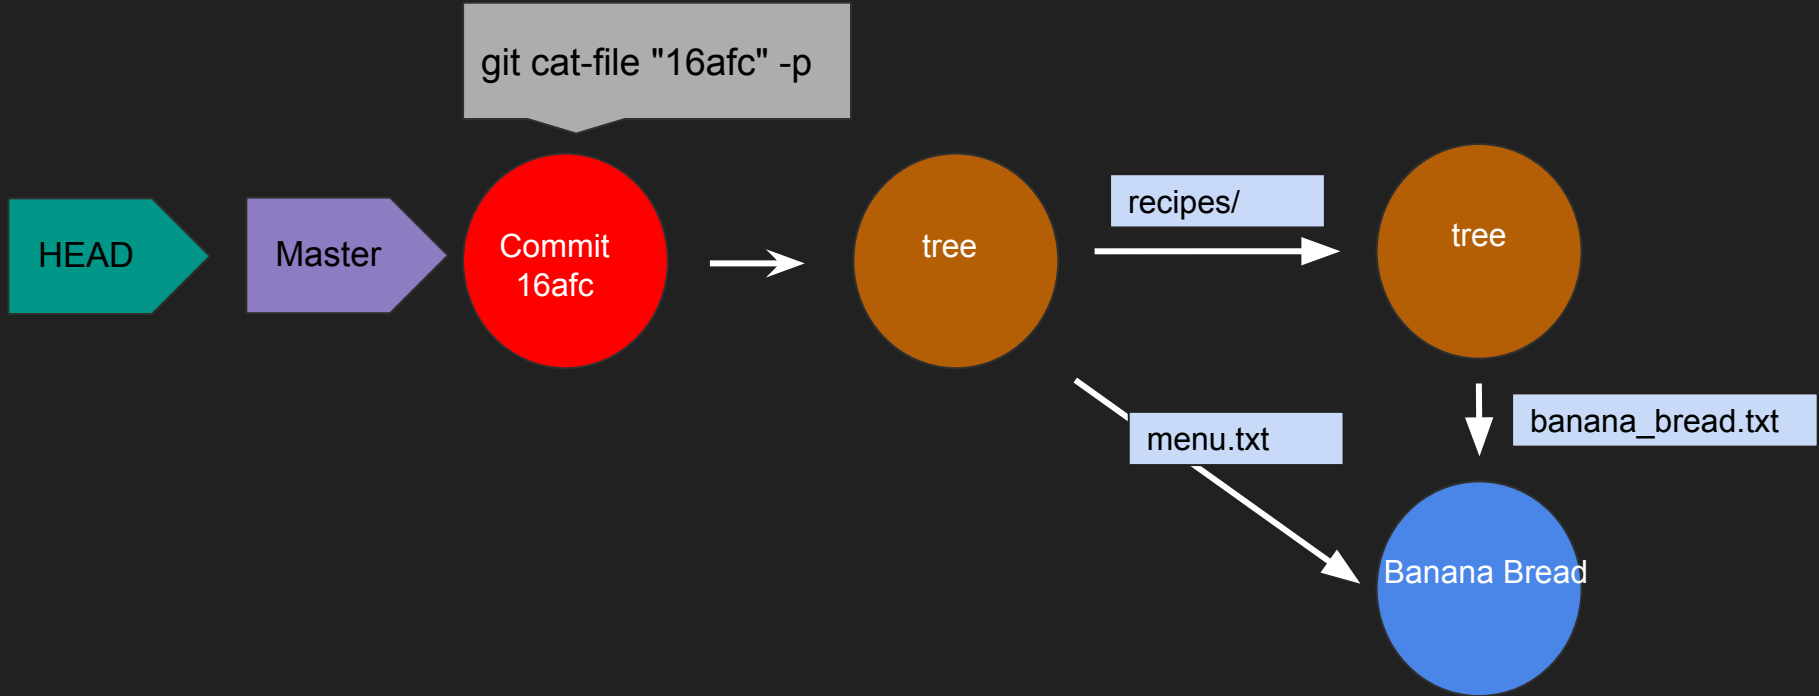 git cat-file "16afc" -p
HEAD
Master
Commit
16afc
tree
recipes/
tree
menu.txt
banana_bread.txt
Banana Bread